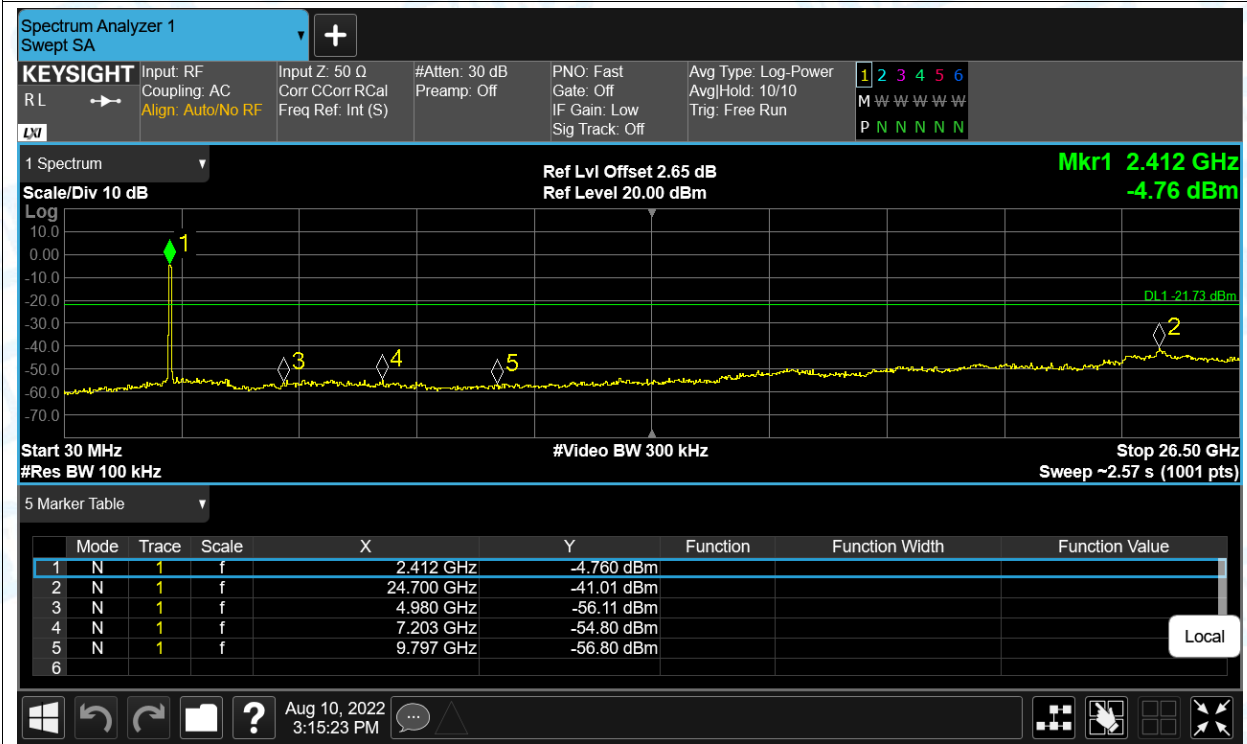 Spectrum Analyzer 1
Swept SA
KEYSIGHT
R L
LXI
Input: RF
Coupling: AC
Align: Auto/No RF
Input Z: 50 Ω
Corr CCorr RCal
Freq Ref: Int (S)
#Atten: 30 dB
Preamp: Off
PNO: Fast
Gate: Off
IF Gain: Low
Sig Track: Off
Avg Type: Log-Power
Avg|Hold: 10/10
Trig: Free Run
1 2 3 4 5 6
M W W W W W
P N N N N N
1 Spectrum
Scale/Div 10 dB
Ref Lvl Offset 2.65 dB
Ref Level 20.00 dBm
Mkr1 2.412 GHz
-4.76 dBm
Log
10.0
0.00
-10.0
-20.0
-30.0
-40.0
-50.0
-60.0
-70.0
1
DL1 -21.73 dBm
2
3
4
5
Start 30 MHz
#Video BW 300 kHz
Stop 26.50 GHz
#Res BW 100 kHz
Sweep ~2.57 s (1001 pts)
5 Marker Table
Mode Trace Scale X Y Function Function Width Function Value
1 N 1 f 2.412 GHz -4.760 dBm
2 N 1 f 24.700 GHz -41.01 dBm
3 N 1 f 4.980 GHz -56.11 dBm
4 N 1 f 7.203 GHz -54.80 dBm
5 N 1 f 9.797 GHz -56.80 dBm
6
Local
?
Aug 10, 2022
3:15:23 PM